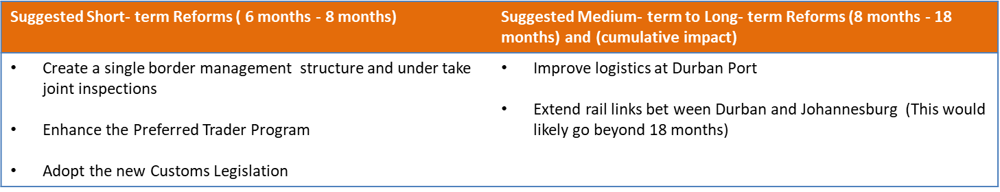 Suggested Short- term Reforms ( 6 months - 8 months)
Suggested Medium- term to Long- term Reforms (8 months - 18
months) and (cumulative impact)
• Create a single border management structure and under take
joint inspections
• Enhance the Preferred Trader Program
• Adopt the new Customs Legislation
• Improve logistics at Durban Port
• Extend rail links bet ween Durban and Johannesburg (This would
likely go beyond 18 months)